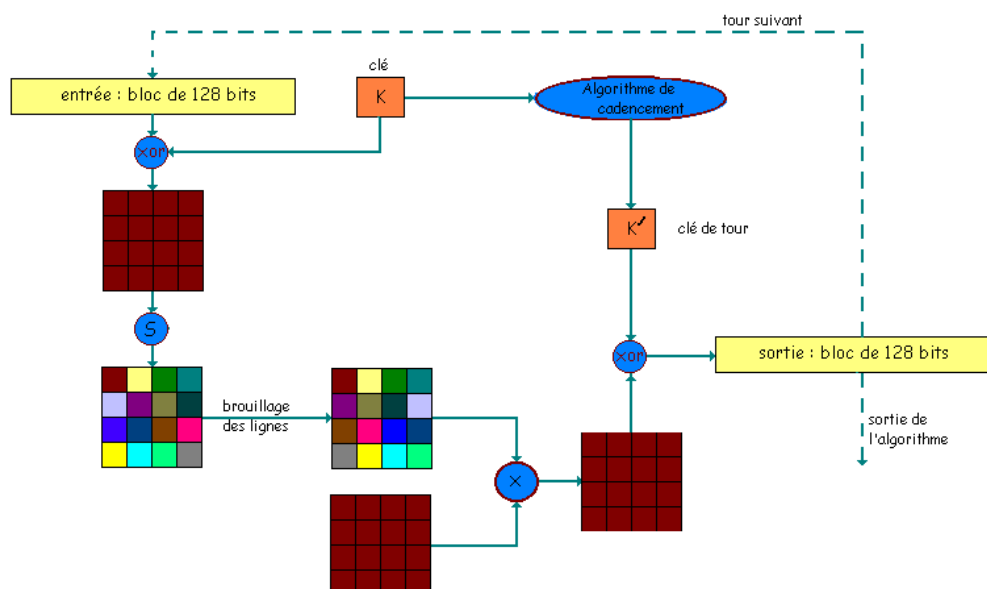 tour suivant
clé
entrée : bloc de 128 bits
K
Algorithme de
cadencement
xor
K
clé de tour
S
xor
sortie : bloc de 128 bits
brouillage
des lignes
sortie de
l'algorithme
X